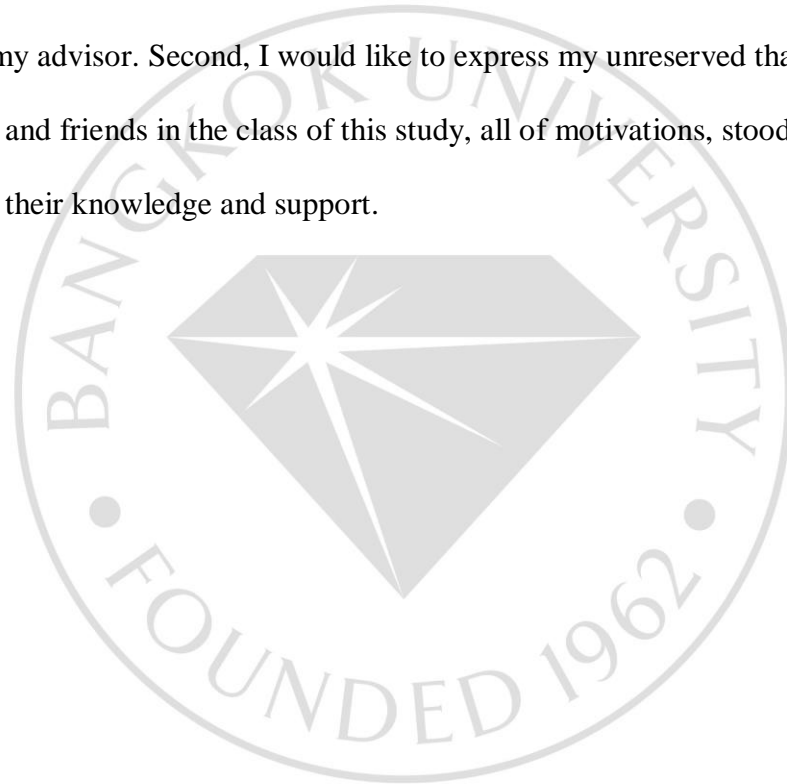 my advisor. Second, I would like to express my unreserved
and friends in the class of this study, all of motivations, stood
their knowledge and support.
BANGKOK UNIVERSITY
FOUNDED 1962